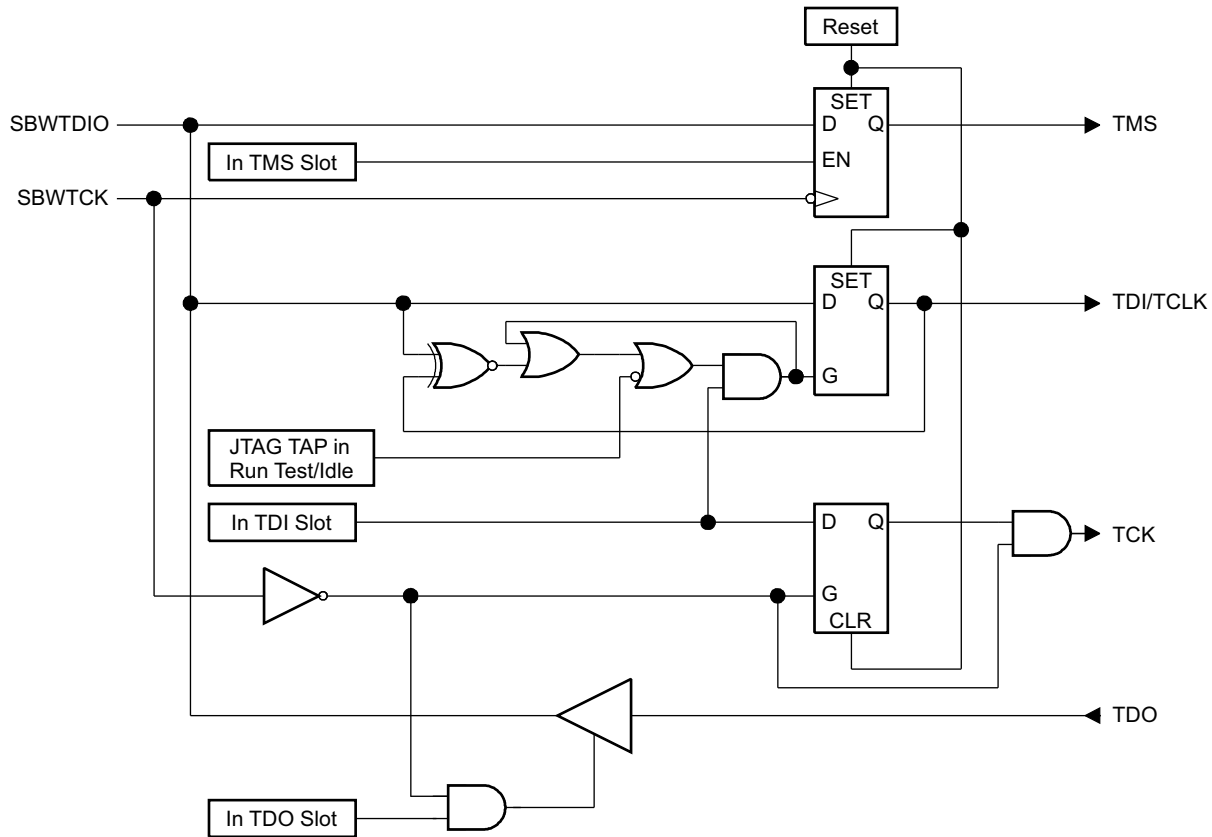 Reset
SET
SBWTDIO
D
Q
TMS
In TMS Slot
EN
SBWTCK
SET
D
Q
TDI/TCLK
G
JTAG TAP in
Run Test/Idle
In TDI Slot
D
Q
TCK
G
CLR
TDO
In TDO Slot